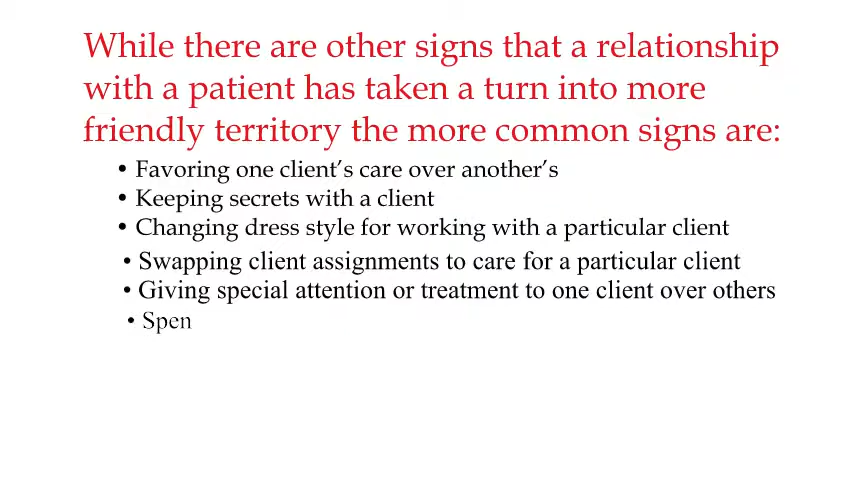 While there are other signs that a relationship
with a patient has taken a turn into more
friendly territory the more common signs are:
• Favoring one client’s care over another’s
• Keeping secrets with a client
• Changing dress style for working with a particular client
• Swapping client assignments to care for a particular client
• Giving special attention or treatment to one client over others
• Spen